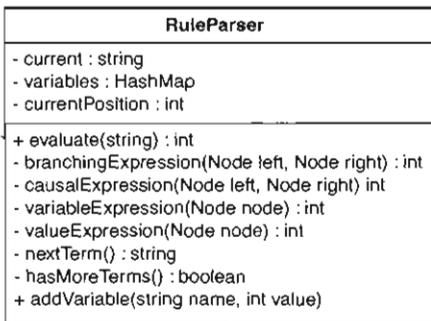 RuleParser
- current : string
- variables : HashMap
- currentPosition : int
+ evaluate(string) : int
- branchingExpression(Node left, Node right) : int
- causalExpression(Node left, Node right) int
- variableExpression(Node node) : int
- valueExpression(Node node) : int
- nextTerm() : string
- hasMoreTerms() : boolean
+ addVariable(string name, int value)